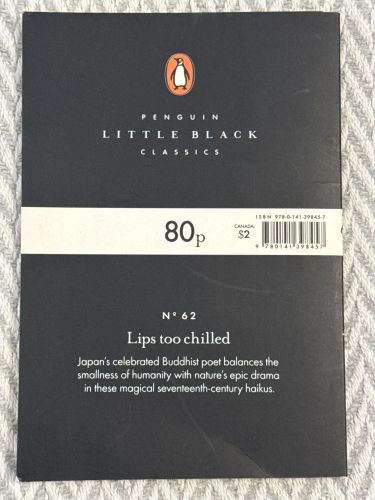 PENGUIN
LITTLE BLACK
CLASSICS
ISBN 978-0-141-39845-7
80p
CANADA:
$2
9 780141 398457
Nº 62
Lips too chilled
Japan's celebrated Buddhist poet balances the
smallness of humanity with nature's epic drama
in these magical seventeenth-century haikus.